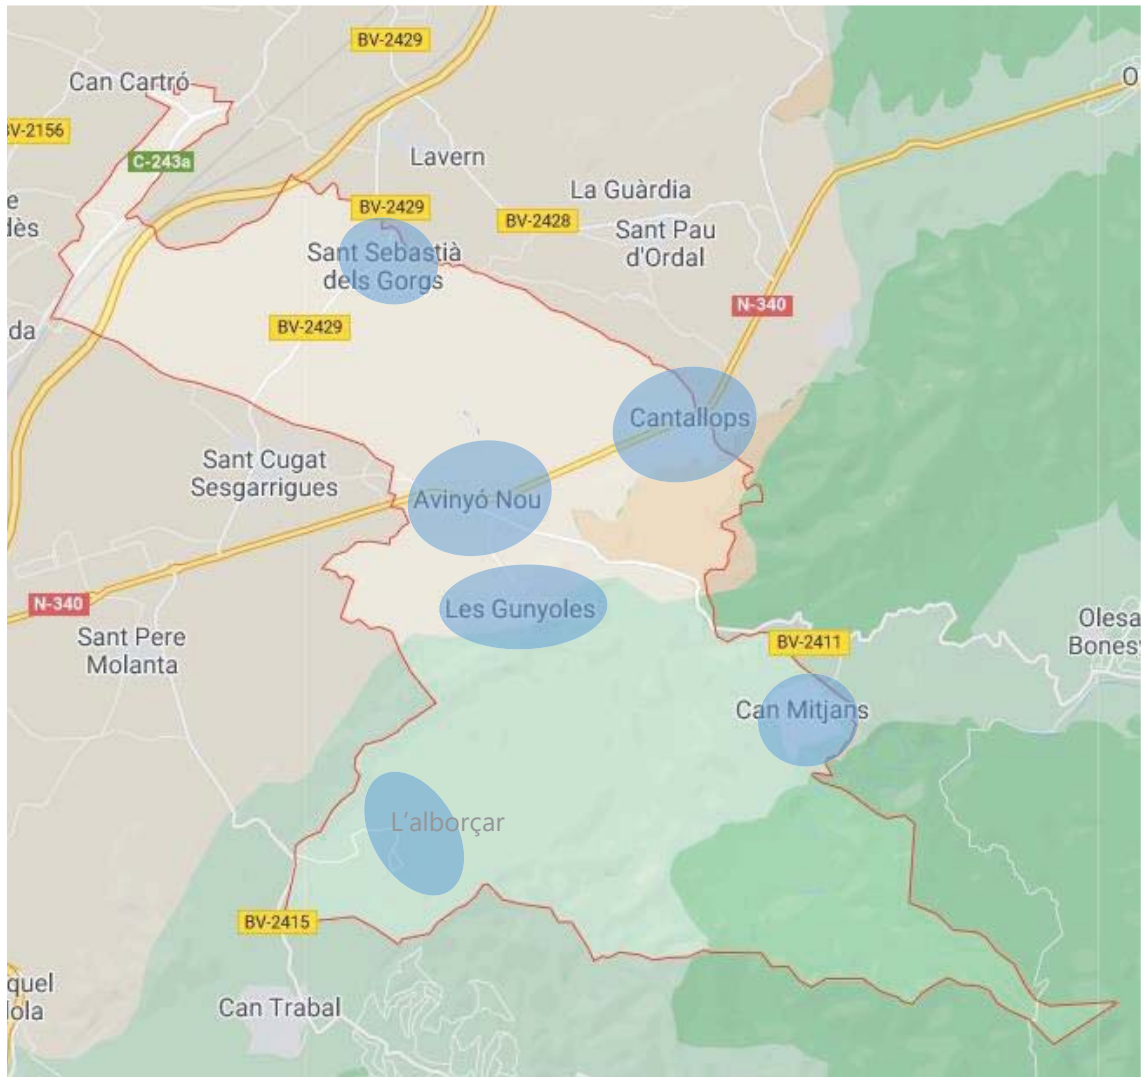 BV-2429
Can Cartró
O
BV-2156
C-243a
Lavern
La Guàrdia
e
dès
BV-2429
BV-2428
Sant Pau
d'Ordal
Sant Sebastià
dels Gorgs
N-340
da
BV-2429
Cantallops
Sant Cugat
Sesgarrigues
Avinyó Nou
N-340
Les Gunyoles
Sant Pere
Molanta
BV-2411
Olesa
Bonesv
Can Mitjans
L'alborçar
BV-2415
quel
Can Trabal